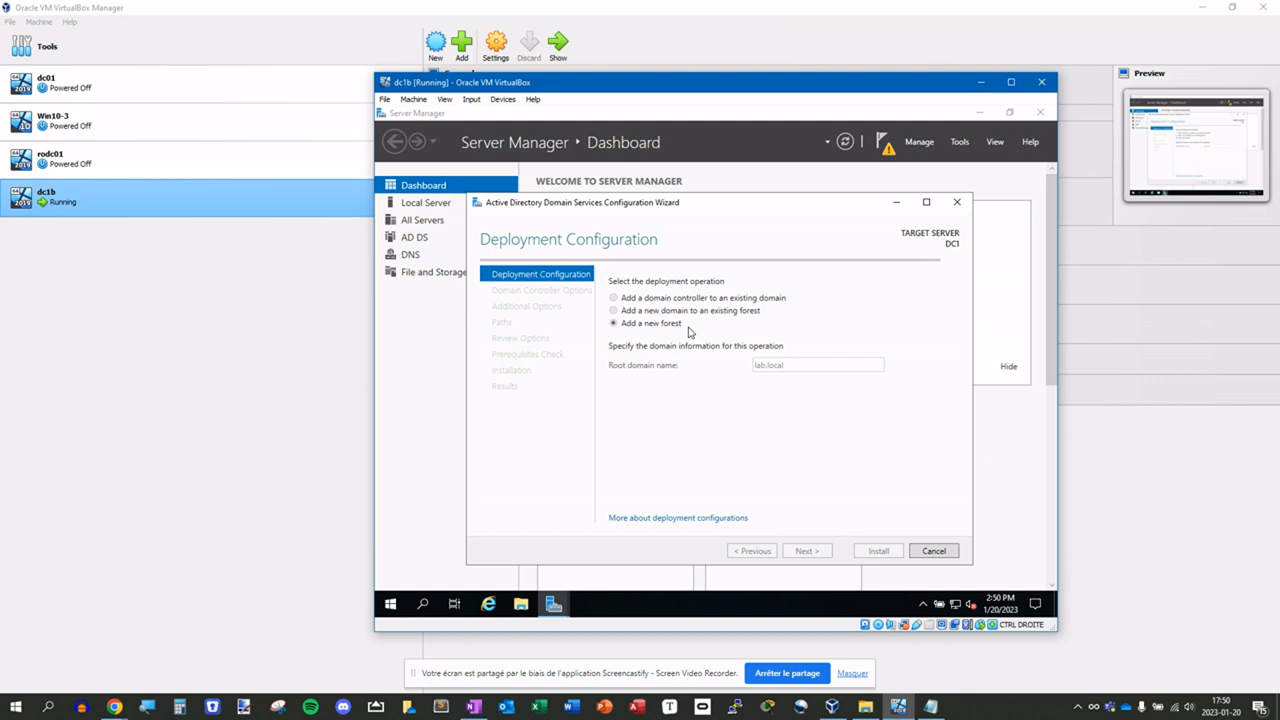 Oracle VM VirtualBox Manager
File Machine Help
Tools
New Add Settings Discard Show
dc01
Powered Off
Win10-3
Powered Off
rodc01
Powered Off
dc1b
Running
Preview
dc1b [Running] - Oracle VM VirtualBox
File Machine View Input Devices Help
Server Manager
Server Manager • Dashboard
Manage Tools View Help
Dashboard
Local Server
All Servers
AD DS
DNS
File and Storage
WELCOME TO SERVER MANAGER
Active Directory Domain Services Configuration Wizard
Deployment Configuration
TARGET SERVER
DC1
Deployment Configuration
Domain Controller Options
Additional Options
Paths
Review Options
Prerequisites Check
Installation
Results
Select the deployment operation
Add a domain controller to an existing domain
Add a new domain to an existing forest
Add a new forest
Specify the domain information for this operation
Root domain name: lab.local
More about deployment configurations
< Previous Next > Install Cancel
Hide
2:50 PM
1/20/2023
CTRL DROITE
Votre écran est partagé par le biais de l'application Screencastify - Screen Video Recorder. Arrêter le partage Masquer
17:50
2023-01-20